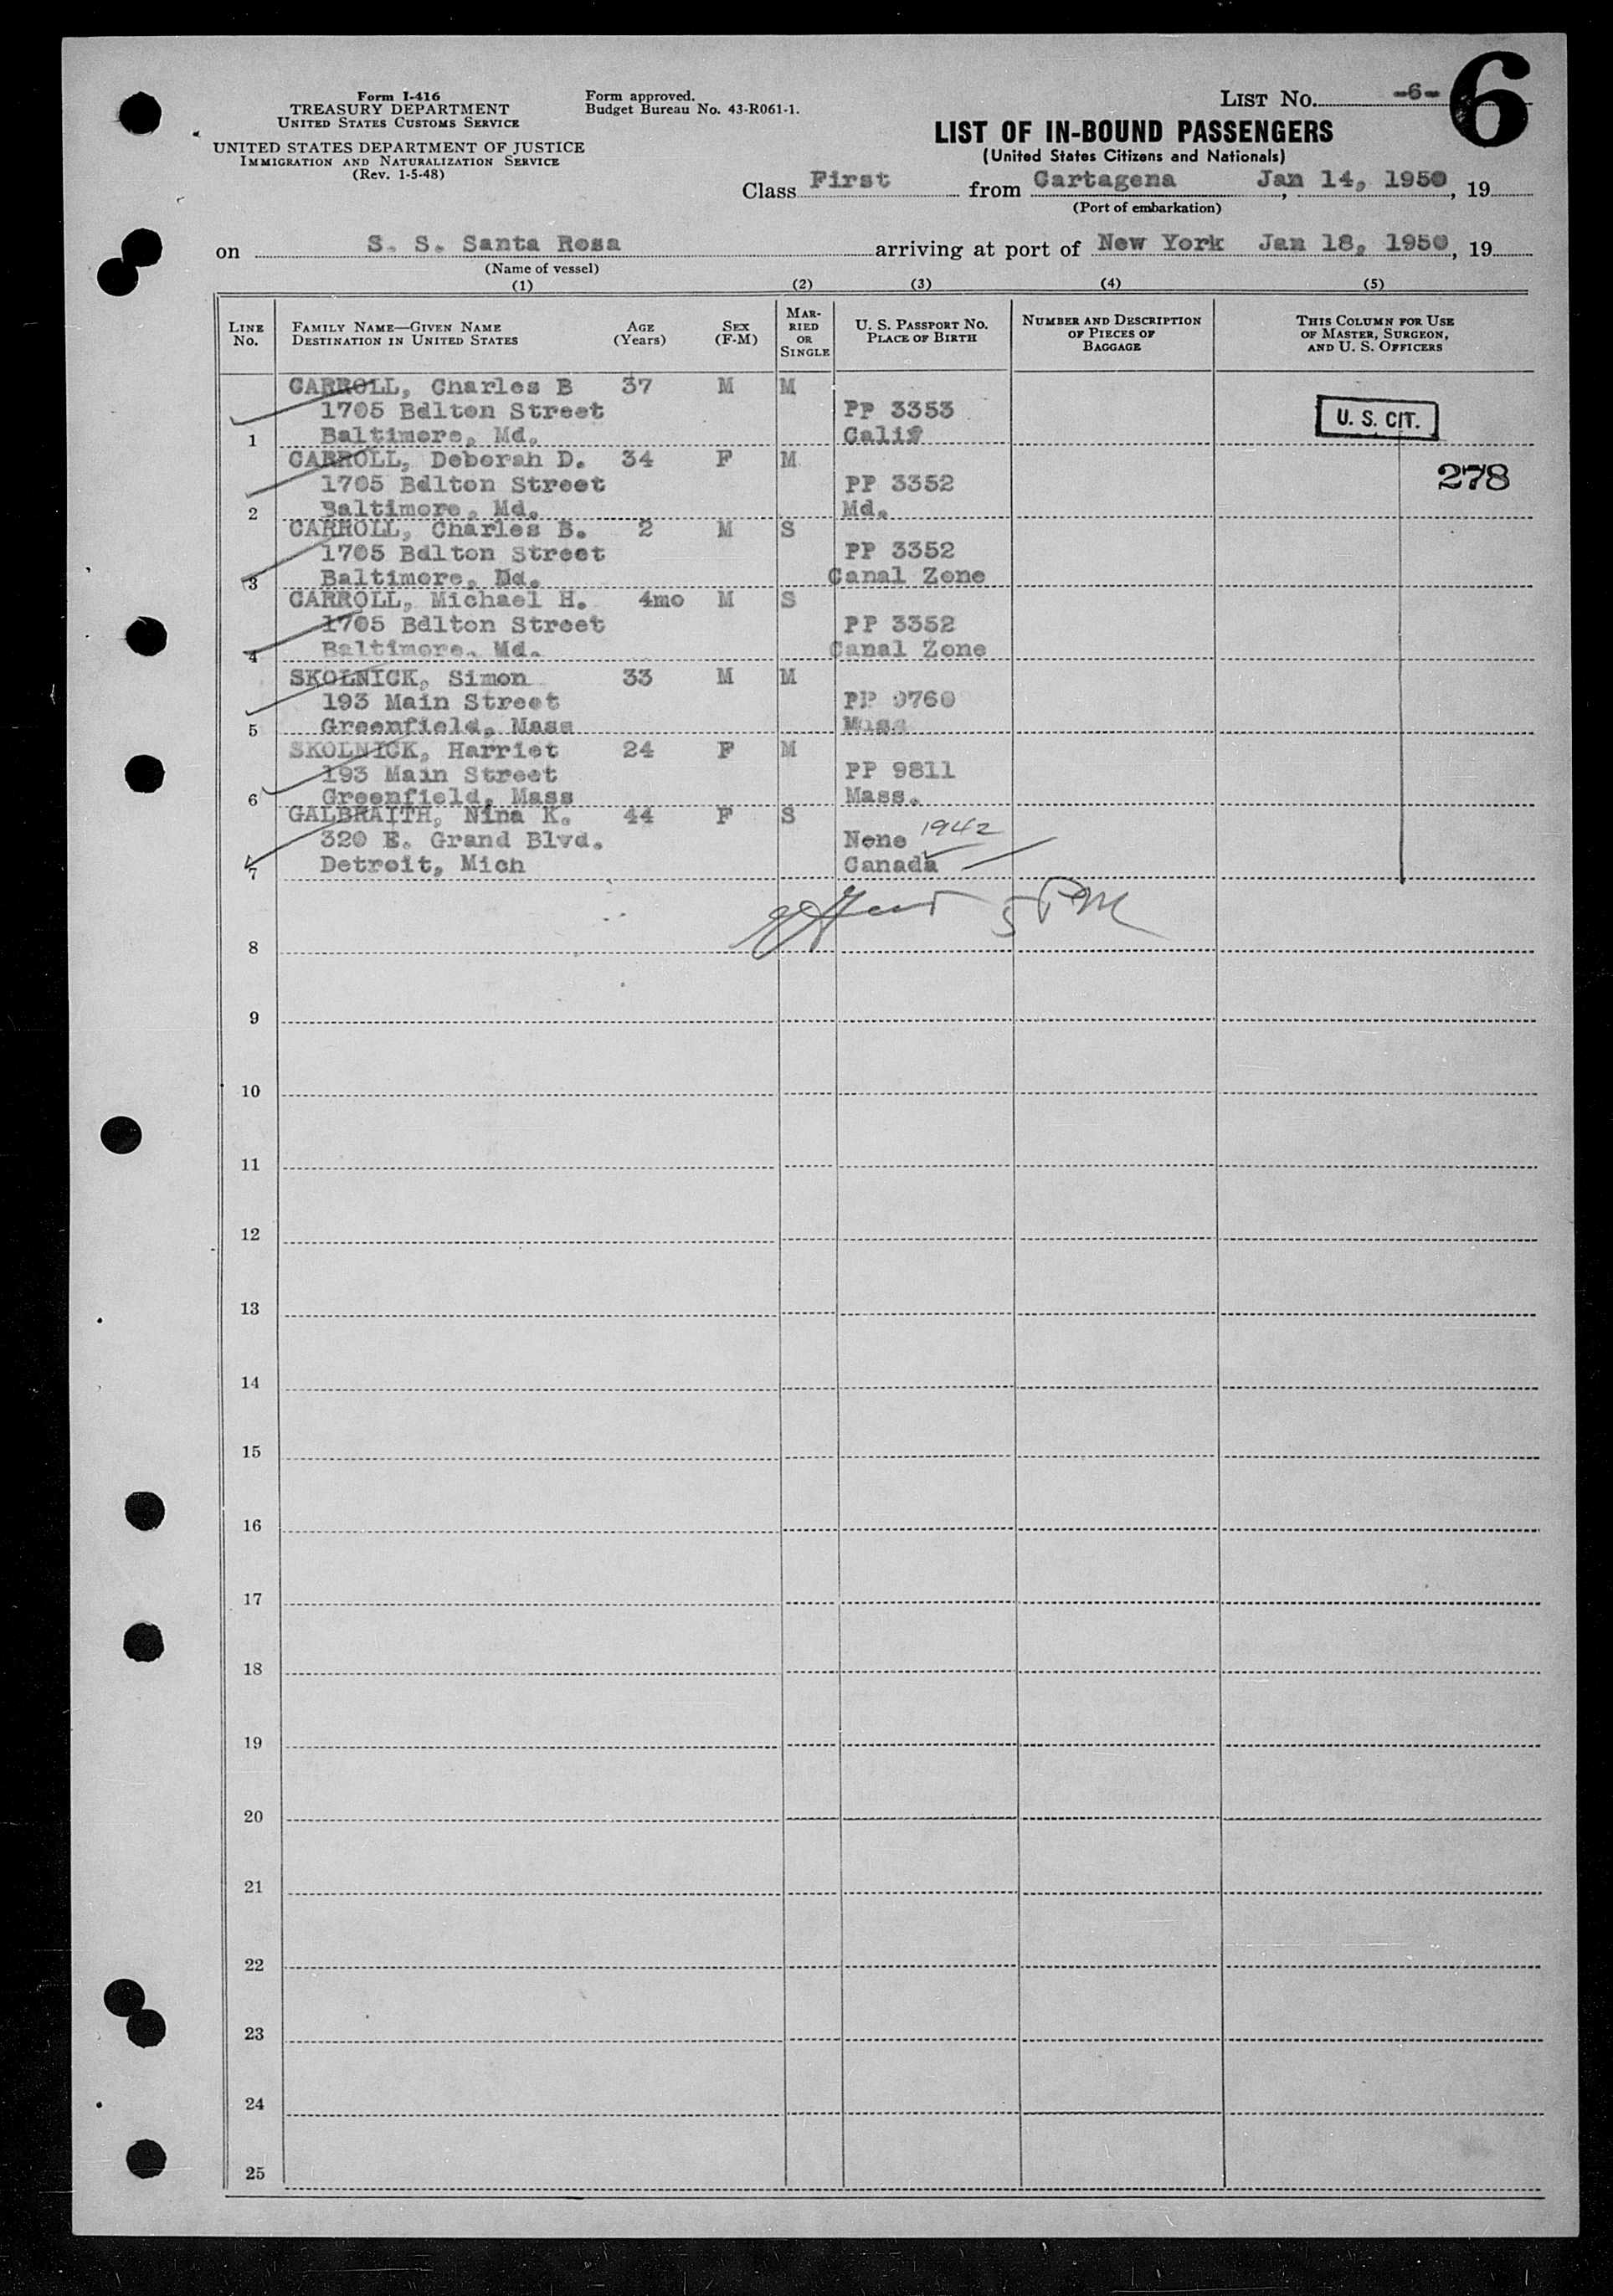 Form I-416
TREASURY DEPARTMENT
UNITED STATES CUSTOMS SERVICE
UNITED STATES DEPARTMENT OF JUSTICE
IMMIGRATION AND NATURALIZATION SERVICE
(Rev. 1-5-48)
Form approved.
Budget Bureau No. 43-R061-1.
LIST NO. -6- 6
LIST OF IN-BOUND PASSENGERS
(United States Citizens and Nationals)
Class First from Cartagena , Jan 14, 1950, 19
(Port of embarkation)
on S. S. Santa Rosa arriving at port of New York Jan 18, 1950, 19
(Name of vessel)
(1) (2) (3) (4) (5)
LINE NO.
FAMILY NAME—GIVEN NAME
DESTINATION IN UNITED STATES
AGE
(Years)
SEX
(F-M)
MAR-
RIED
OR
SINGLE
U. S. PASSPORT NO.
PLACE OF BIRTH
NUMBER AND DESCRIPTION
OF PIECES OF
BAGGAGE
THIS COLUMN FOR USE
OF MASTER, SURGEON,
AND U. S. OFFICERS
CARROLL, Charles B 37 M M
1705 Bdlton Street PP 3353 U. S. CIT.
1 Baltimore, Md. Calif
CARROLL, Deborah D. 34 F M
278
1705 Bdlton Street PP 3352
2 Baltimore, Md. Md.
CARROLL, Charles B. 2 M S
1705 Bdlton Street PP 3352
3 Baltimore, Md. Canal Zone
CARROLL, Michael H. 4mo M S
1705 Bdlton Street PP 3352
4 Baltimore. Md. Canal Zone
SKOLNICK, Simon 33 M M
193 Main Street PP 9760
5 Greenfield, Mass Mass
SKOLNICK, Harriet 24 F M
193 Main Street PP 9811
6 Greenfield, Mass Mass.
GALBRAITH, Nina K. 44 F S
320 E. Grand Blvd. None 1942
7 Detroit, Mich Canada
8
9
10
11
12
13
14
15
16
17
18
19
20
21
22
23
24
25